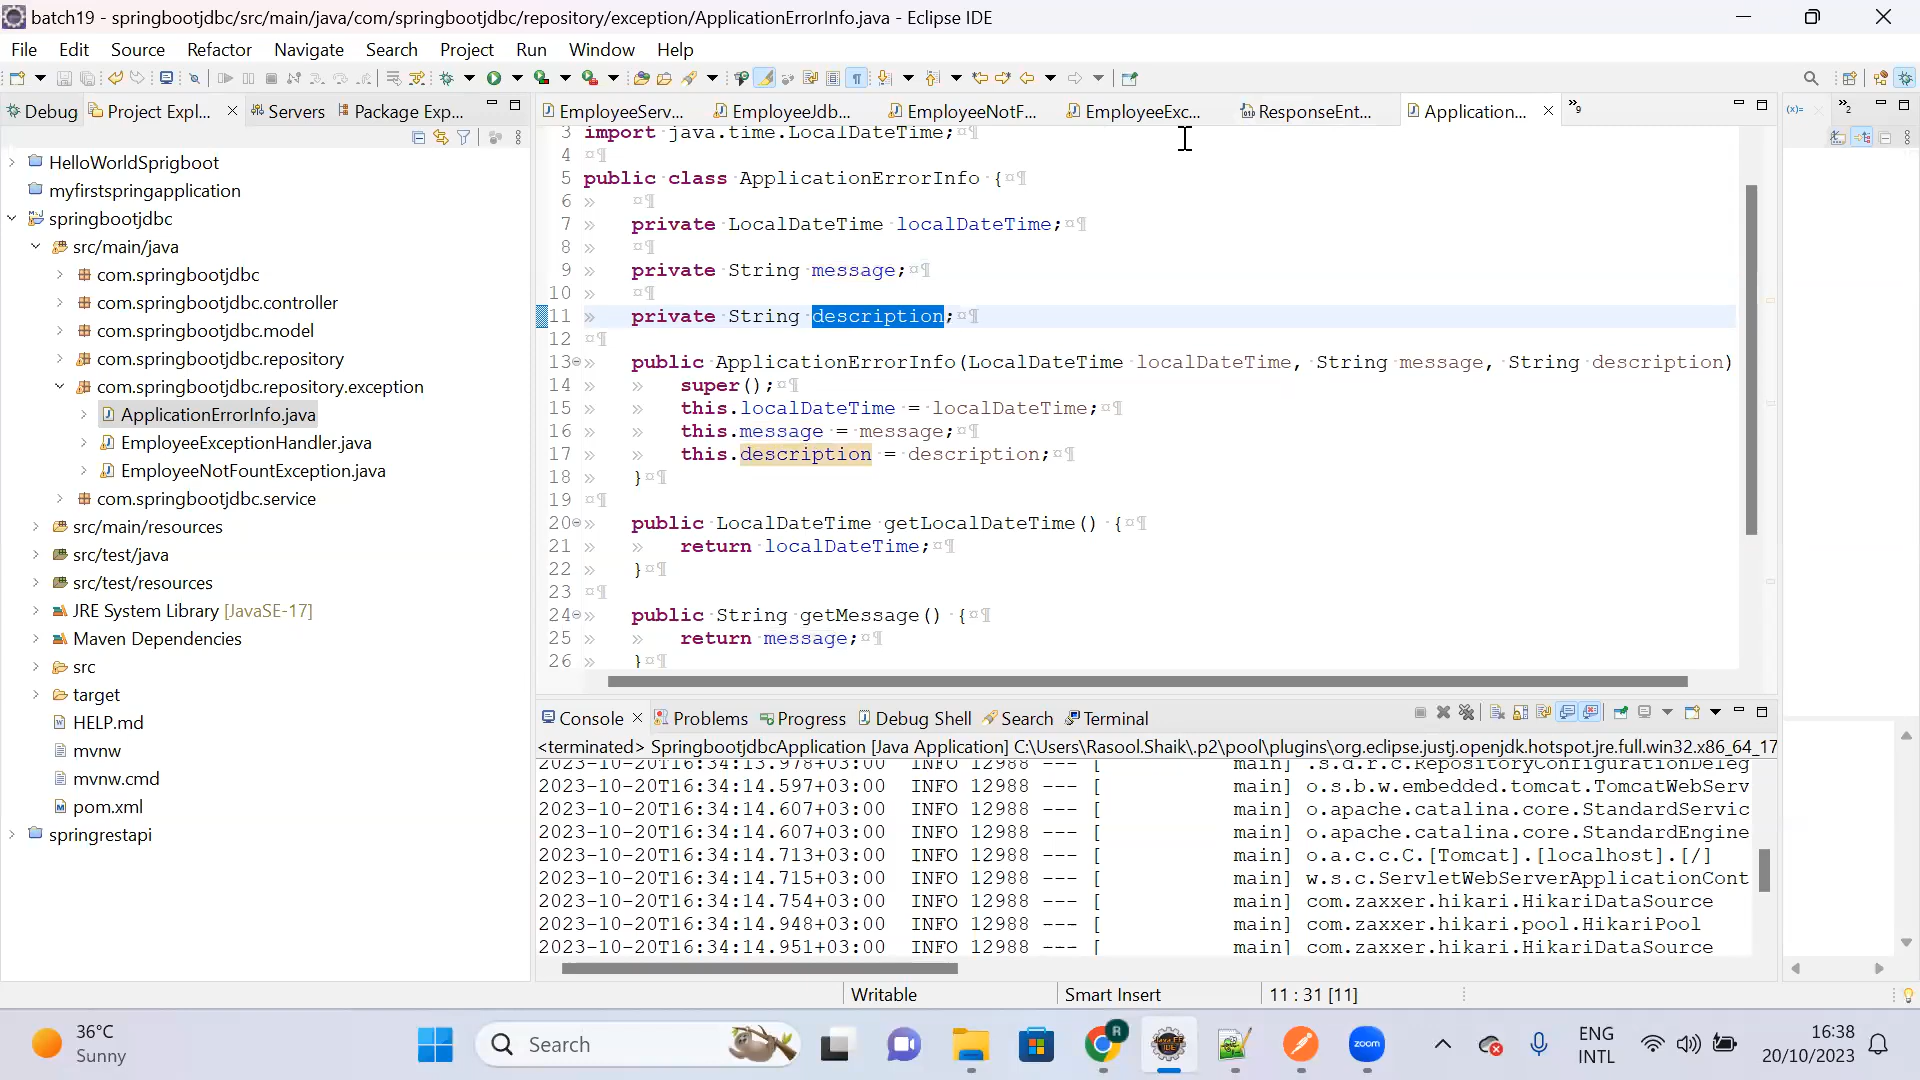 batch19 - springbootjdbc/src/main/java/com/springbootjdbc/repository/exception/ApplicationErrorInfo.java - Eclipse IDE
File Edit Source Refactor Navigate Search Project Run Window Help
Debug Project Expl... Servers Package Exp...
EmployeeServ... EmployeeJdb... EmployeeNotF... EmployeeExc... ResponseEnt... Application... 9
(x)= 2
HelloWorldSprigboot
myfirstspringapplication
springbootjdbc
src/main/java
com.springbootjdbc
com.springbootjdbc.controller
com.springbootjdbc.model
com.springbootjdbc.repository
com.springbootjdbc.repository.exception
ApplicationErrorInfo.java
EmployeeExceptionHandler.java
EmployeeNotFountException.java
com.springbootjdbc.service
src/main/resources
src/test/java
src/test/resources
JRE System Library [JavaSE-17]
Maven Dependencies
src
target
HELP.md
mvnw
mvnw.cmd
pom.xml
springrestapi
3 import java.time.LocalDateTime;
4
5 public class ApplicationErrorInfo {
6
7 private LocalDateTime localDateTime;
8
9 private String message;
10
11 private String description;
12
13 public ApplicationErrorInfo(LocalDateTime localDateTime, String message, String description)
14 super();
15 this.localDateTime = localDateTime;
16 this.message = message;
17 this.description = description;
18 }
19
20 public LocalDateTime getLocalDateTime() {
21 return localDateTime;
22 }
23
24 public String getMessage() {
25 return message;
26 }
Console Problems Progress Debug Shell Search Terminal
<terminated> SpringbootjdbcApplication [Java Application] C:\Users\Rasool.Shaik\.p2\pool\plugins\org.eclipse.justj.openjdk.hotspot.jre.full.win32.x86_64_17
2023-10-20T16:34:13.978+03:00 INFO 12988 --- [ main] .s.d.r.c.RepositoryConfigurationDeleg
2023-10-20T16:34:14.597+03:00 INFO 12988 --- [ main] o.s.b.w.embedded.tomcat.TomcatWebServ
2023-10-20T16:34:14.607+03:00 INFO 12988 --- [ main] o.apache.catalina.core.StandardServic
2023-10-20T16:34:14.607+03:00 INFO 12988 --- [ main] o.apache.catalina.core.StandardEngine
2023-10-20T16:34:14.713+03:00 INFO 12988 --- [ main] o.a.c.c.C.[Tomcat].[localhost].[/]
2023-10-20T16:34:14.715+03:00 INFO 12988 --- [ main] w.s.c.ServletWebServerApplicationCont
2023-10-20T16:34:14.754+03:00 INFO 12988 --- [ main] com.zaxxer.hikari.HikariDataSource
2023-10-20T16:34:14.948+03:00 INFO 12988 --- [ main] com.zaxxer.hikari.pool.HikariPool
2023-10-20T16:34:14.951+03:00 INFO 12988 --- [ main] com.zaxxer.hikari.HikariDataSource
Writable Smart Insert 11 : 31 [11]
36°C
Sunny
Search
R
zoom
ENG
INTL
16:38
20/10/2023